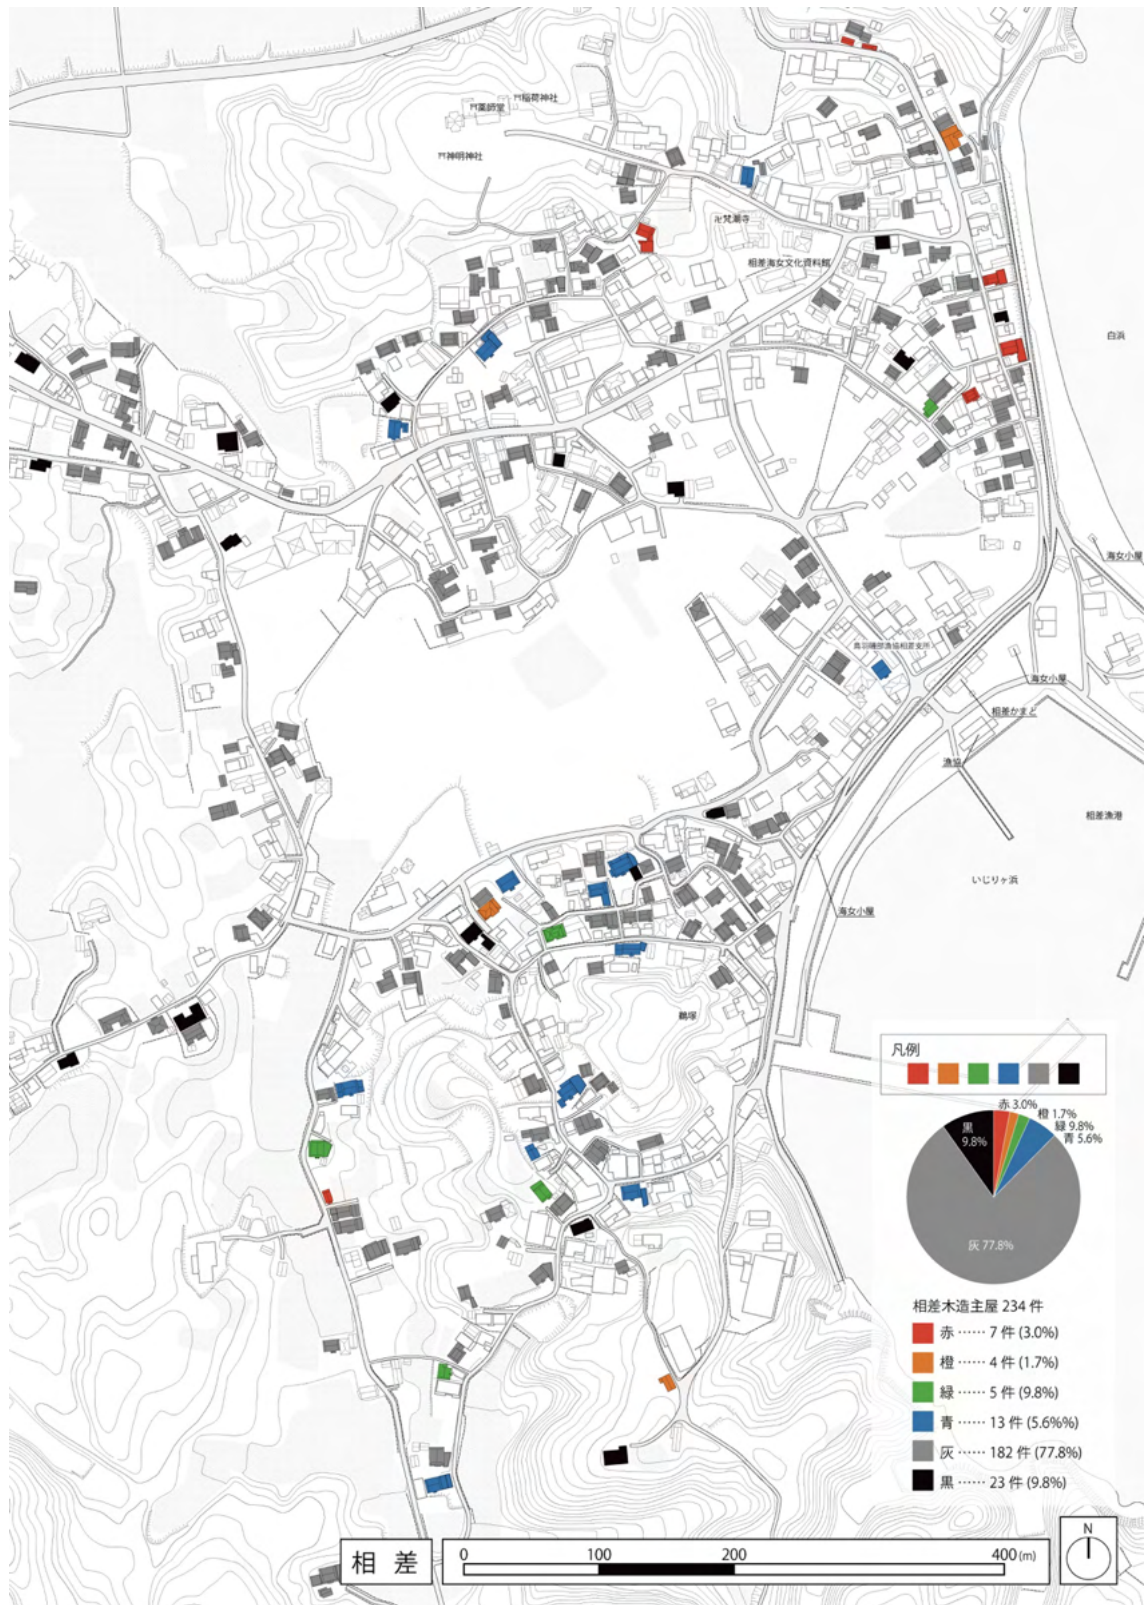 ⛩稲荷神社
⛩薬師堂
⛩神明神社
卍梵潮寺
相差海女文化資料館
白浜
海女小屋
鳥羽磯部漁協相差支所
海女小屋
相差かまど
漁協
相差漁港
いじりヶ浜
海女小屋
鵜塚
凡例
赤 3.0%
橙 1.7%
緑 9.8%
青 5.6%
黒
9.8%
灰 77.8%
相差木造主屋 234 件
赤 …… 7 件 (3.0%)
橙 …… 4 件 (1.7%)
緑 …… 5 件 (9.8%)
青 …… 13 件 (5.6%%)
灰 …… 182 件 (77.8%)
黒 …… 23 件 (9.8%)
相 差
0 100 200 400 (m)
N